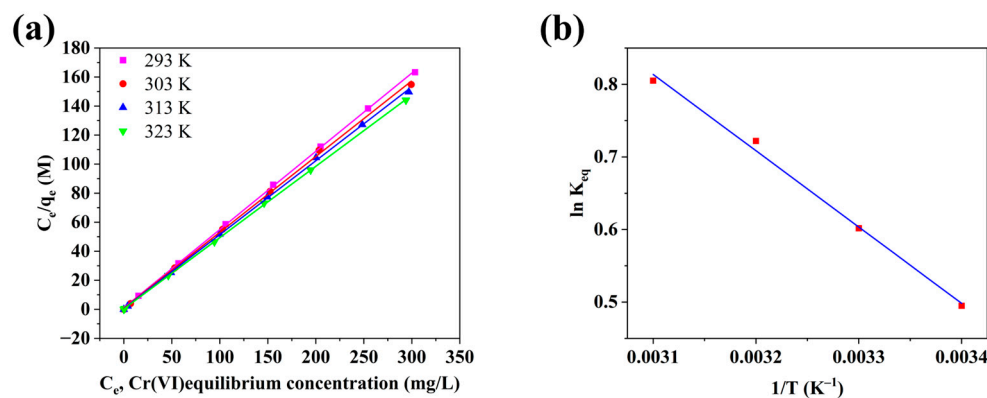 (a)
180
160
140
120
100
80
60
40
20
0
−20
Cₑ/qₑ (M)
293 K
303 K
313 K
323 K
0 50 100 150 200 250 300 350
Cₑ, Cr(VI)equilibrium concentration (mg/L)
(b)
0.8
0.7
0.6
0.5
ln Keq
0.0031 0.0032 0.0033 0.0034
1/T (K⁻¹)